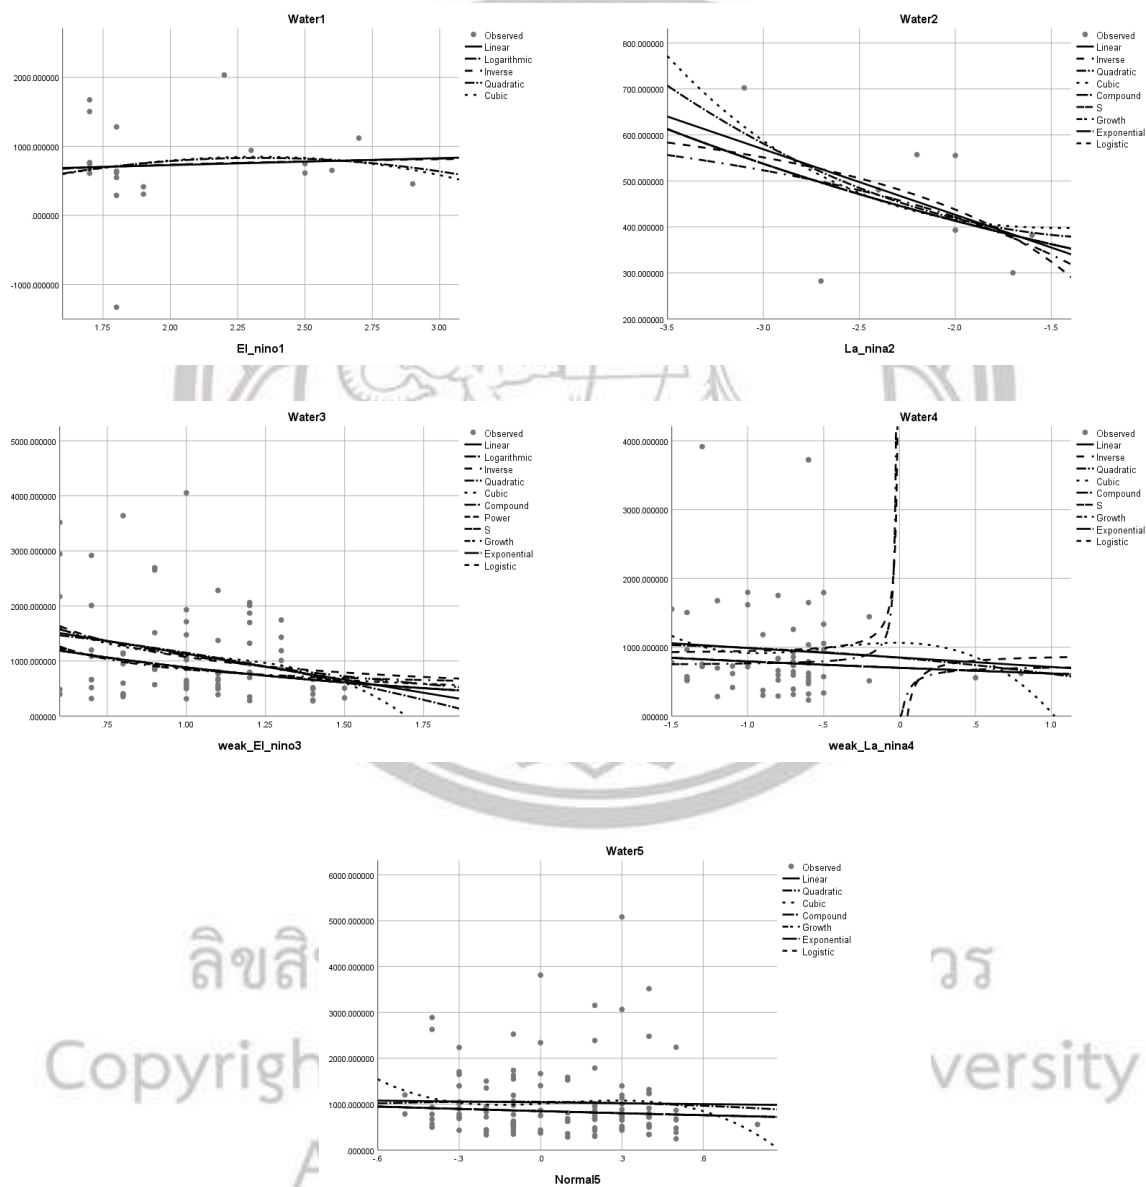 Water1
2000.000000
1000.000000
.000000
-1000.000000
1.75
2.00
2.25
2.50
2.75
3.00
El_nino1
Observed
Linear
Logarithmic
Inverse
Quadratic
Cubic
Water2
800.000000
700.000000
600.000000
500.000000
400.000000
300.000000
200.000000
-3.5
-3.0
-2.5
-2.0
-1.5
La_nina2
Observed
Linear
Inverse
Quadratic
Cubic
Compound
S
Growth
Exponential
Logistic
Water3
5000.000000
4000.000000
3000.000000
2000.000000
1000.000000
.000000
.75
1.00
1.25
1.50
1.75
weak_El_nino3
Observed
Linear
Logarithmic
Inverse
Quadratic
Cubic
Compound
Power
S
Growth
Exponential
Logistic
Water4
4000.000000
3000.000000
2000.000000
1000.000000
.000000
-1.5
-1.0
-.5
.0
.5
1.0
weak_La_nina4
Observed
Linear
Inverse
Quadratic
Cubic
Compound
S
Growth
Exponential
Logistic
Water5
6000.000000
5000.000000
4000.000000
3000.000000
2000.000000
1000.000000
.000000
-.6
-.3
.0
.3
.6
Normal5
Observed
Linear
Quadratic
Cubic
Compound
Growth
Exponential
Logistic
ลิขสิ
วร
Copyrigh
versity
A